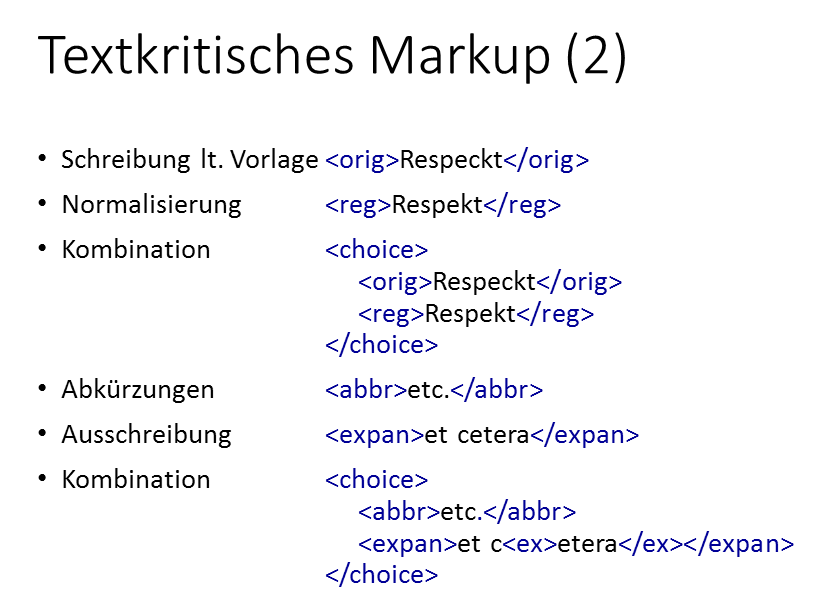 Textkritisches Markup (2)
• Schreibung lt. Vorlage <orig>Respeckt</orig>
• Normalisierung <reg>Respekt</reg>
• Kombination <choice>
<orig>Respeckt</orig>
<reg>Respekt</reg>
</choice>
• Abkürzungen <abbr>etc.</abbr>
• Ausschreibung <expan>et cetera</expan>
• Kombination <choice>
<abbr>etc.</abbr>
<expan>et c<ex>etera</ex></expan>
</choice>